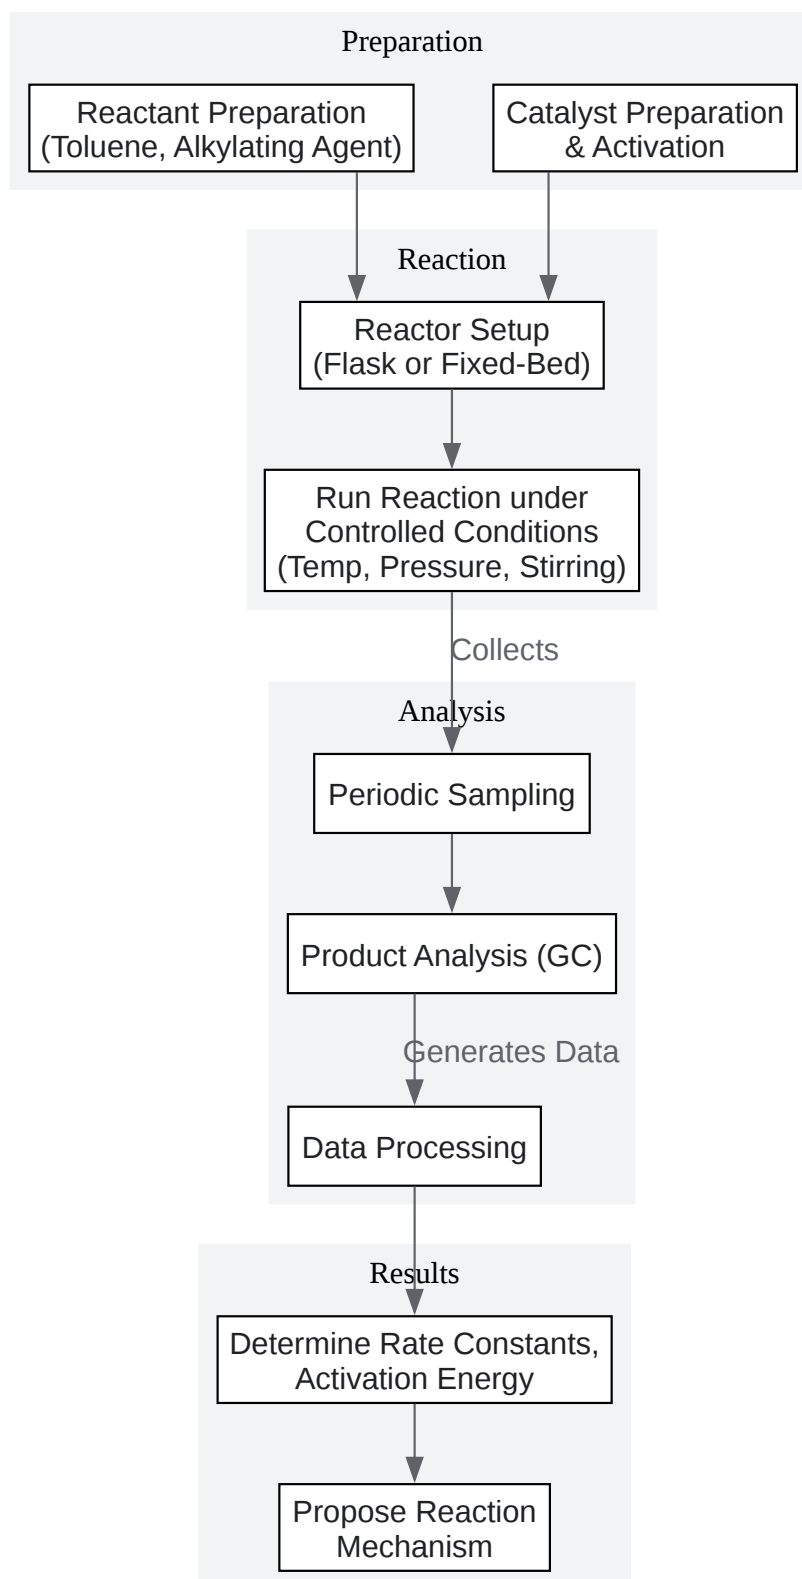 Preparation
Reactant Preparation
(Toluene, Alkylating Agent)
Catalyst Preparation
& Activation
Reaction
Reactor Setup
(Flask or Fixed-Bed)
Run Reaction under
Controlled Conditions
(Temp, Pressure, Stirring)
Collects
Analysis
Periodic Sampling
Product Analysis (GC)
Generates Data
Data Processing
Results
Determine Rate Constants,
Activation Energy
Propose Reaction
Mechanism